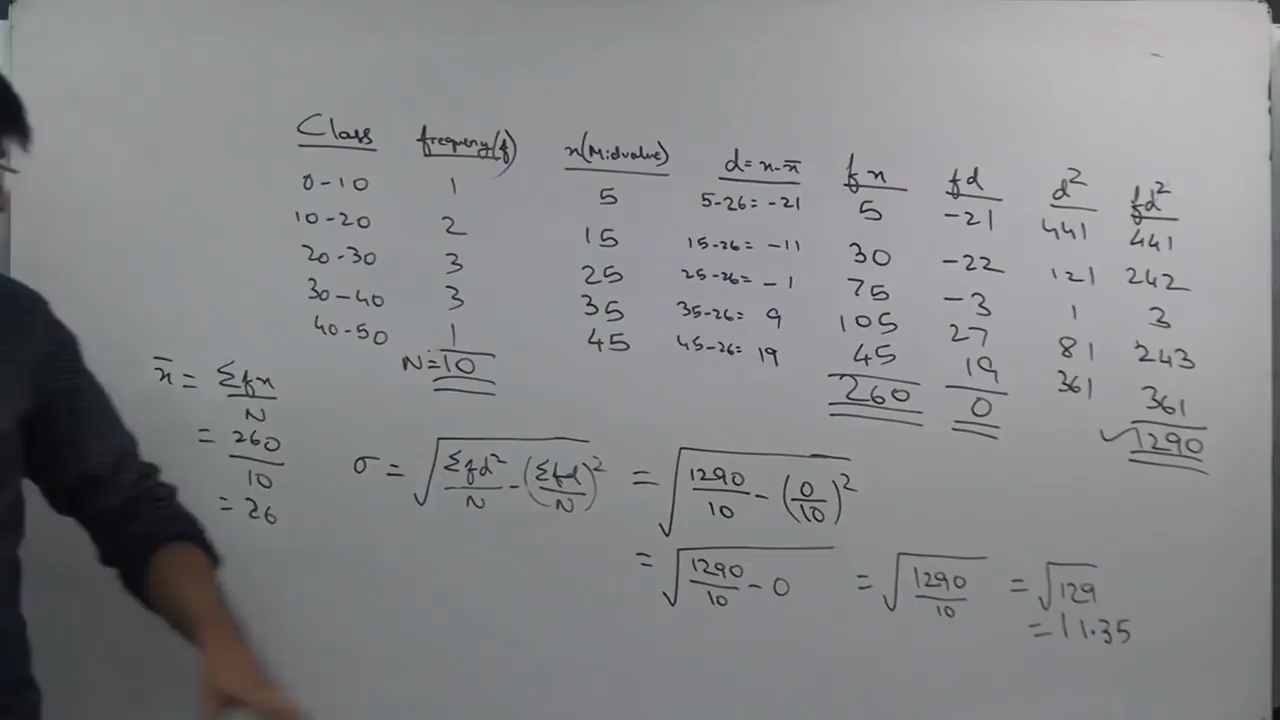 Class frequency(f) x(Midvalue) d=x-x̄ fx fd d² fd²
0-10 1 5 5-26= -21 5 -21 441 441
10-20 2 15 15-26= -11 30 -22 121 242
20-30 3 25 25-26= -1 75 -3 1 3
30-40 3 35 35-26= 9 105 27 81 243
40-50 1 45 45-26= 19 45 19 361 361
N=10 260 0 ✓1290
x̄ = Σfx/N
= 260/10
= 26
σ = √(Σfd²/N - (Σfd/N)²) = √(1290/10 - (0/10)²)
= √(1290/10 - 0) = √(1290/10) = √129
= 11.35